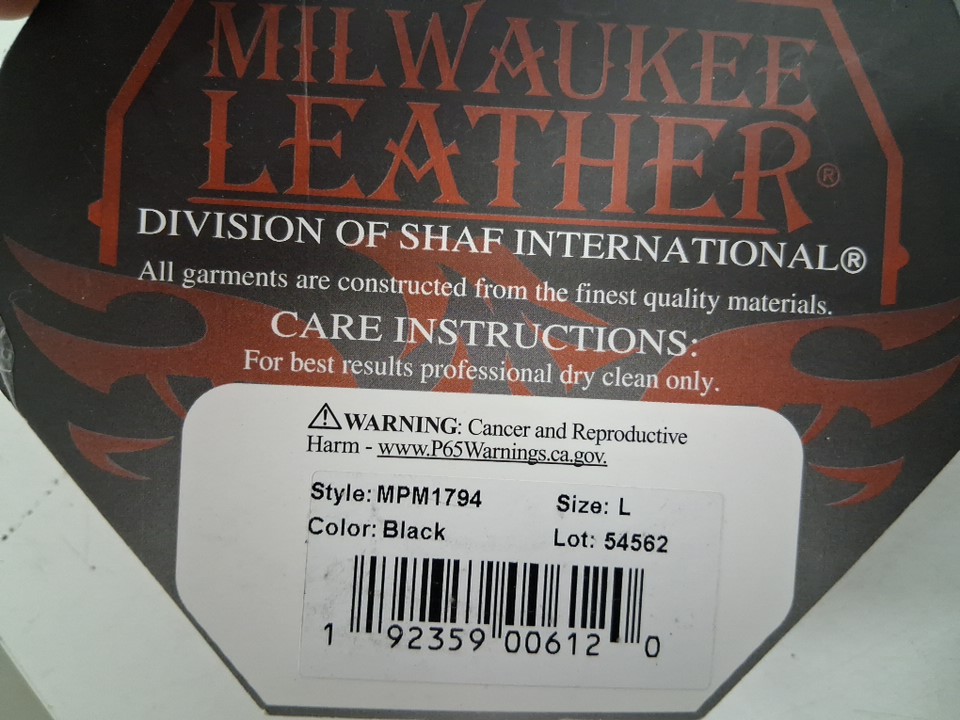 MILWAUKEE
LEATHER®
DIVISION OF SHAF INTERNATIONAL®
All garments are constructed from the finest quality materials.
CARE INSTRUCTIONS:
For best results professional dry clean only.
⚠WARNING: Cancer and Reproductive
Harm - www.P65Warnings.ca.gov.
Style: MPM1794 Size: L
Color: Black Lot: 54562
1 92359 00612 0